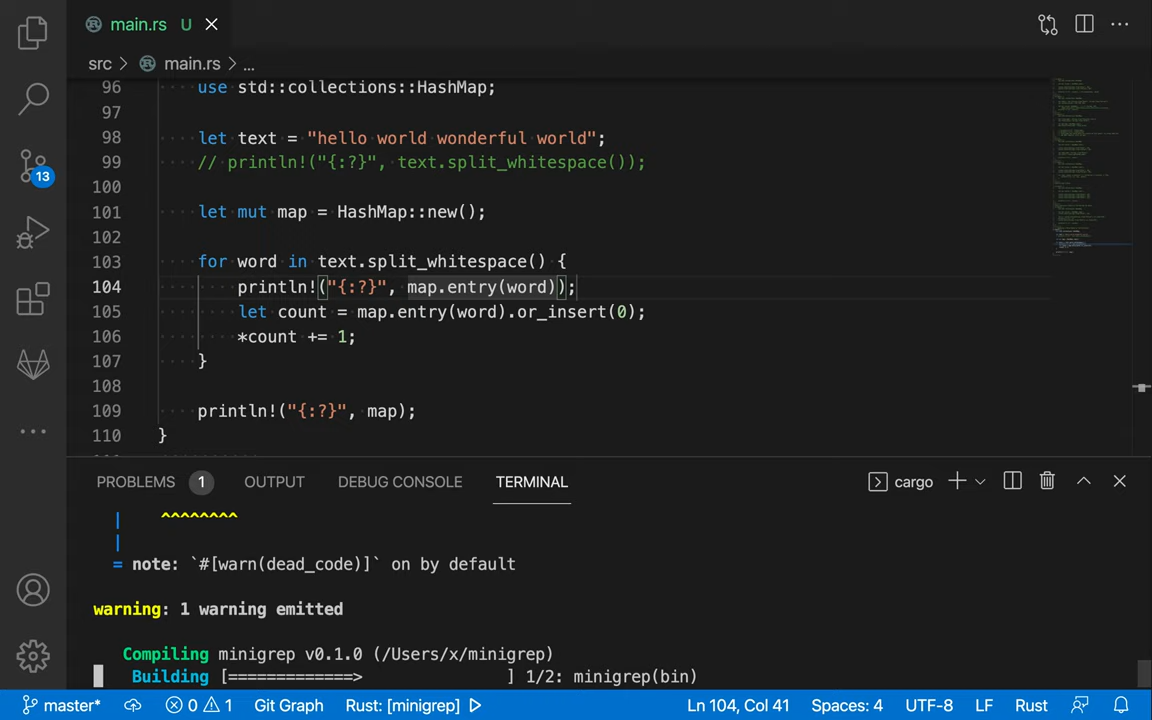 main.rs U
src > main.rs > ...
96 use std::collections::HashMap;
97
98 let text = "hello world wonderful world";
99 // println!("{:?}", text.split_whitespace());
100
101 let mut map = HashMap::new();
102
103 for word in text.split_whitespace() {
104 println!("{:?}", map.entry(word));
105 let count = map.entry(word).or_insert(0);
106 *count += 1;
107 }
108
109 println!("{:?}", map);
110 }
13
PROBLEMS 1 OUTPUT DEBUG CONSOLE TERMINAL cargo
| ^^^^^^^^
|
= note: `#[warn(dead_code)]` on by default
warning: 1 warning emitted
Compiling minigrep v0.1.0 (/Users/x/minigrep)
Building [=============> ] 1/2: minigrep(bin)
master* 0 1 Git Graph Rust: [minigrep] Ln 104, Col 41 Spaces: 4 UTF-8 LF Rust